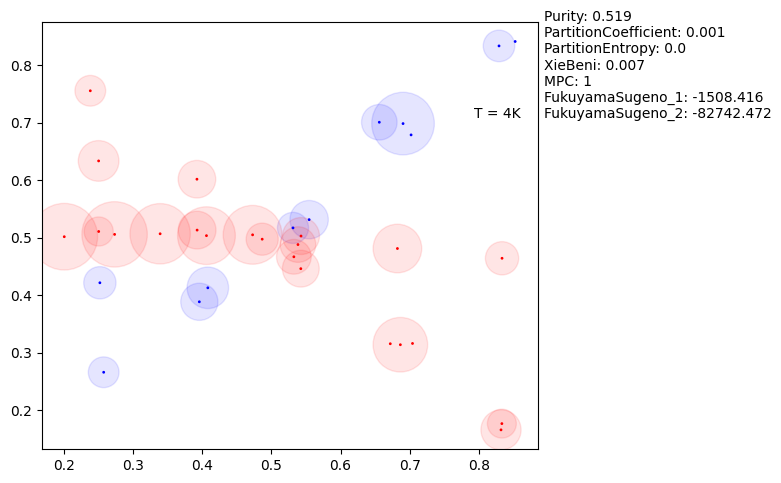 Purity: 0.519
PartitionCoefficient: 0.001
PartitionEntropy: 0.0
XieBeni: 0.007
MPC: 1
FukuyamaSugeno_1: -1508.416
FukuyamaSugeno_2: -82742.472
T = 4K
0.8
0.7
0.6
0.5
0.4
0.3
0.2
0.2 0.3 0.4 0.5 0.6 0.7 0.8